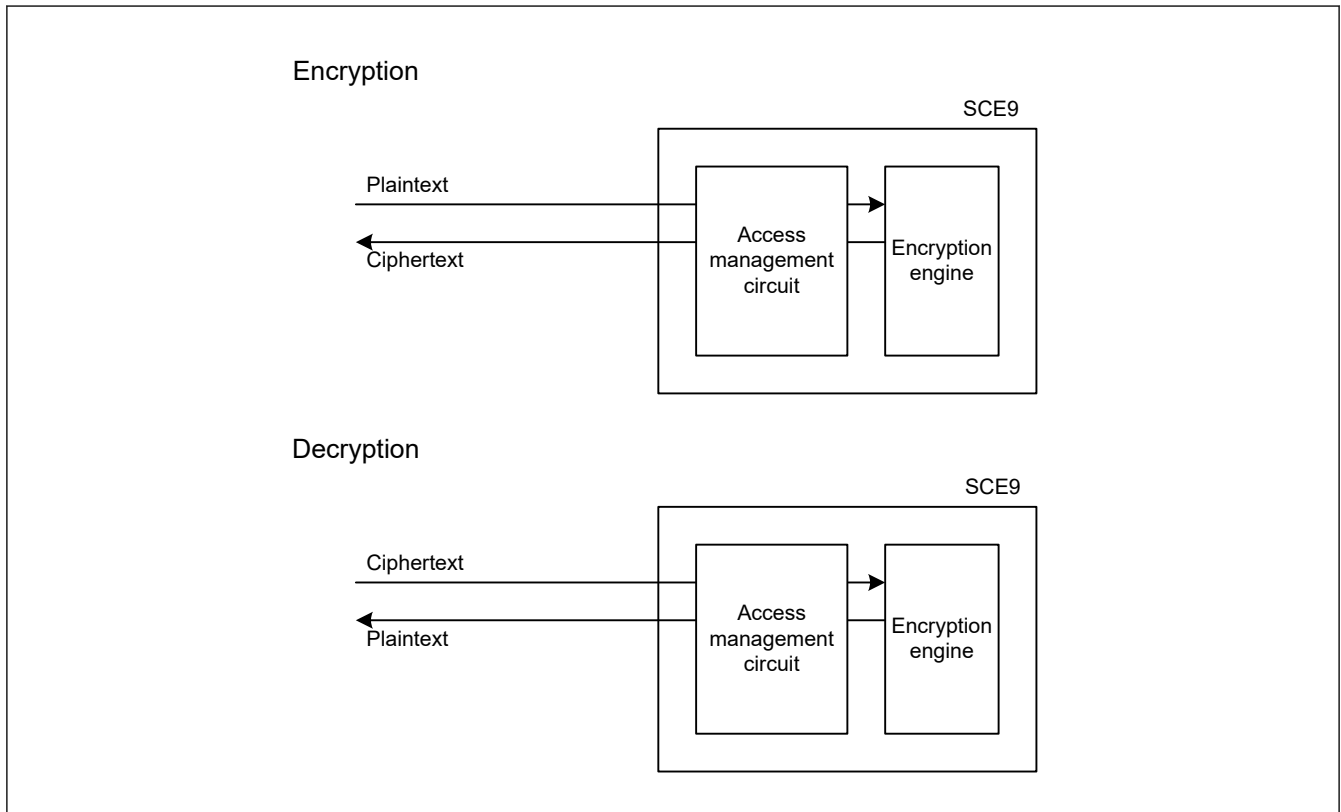 Encryption
SCE9
Plaintext
Ciphertext
Access
management
circuit
Encryption
engine
Decryption
SCE9
Ciphertext
Plaintext
Access
management
circuit
Encryption
engine